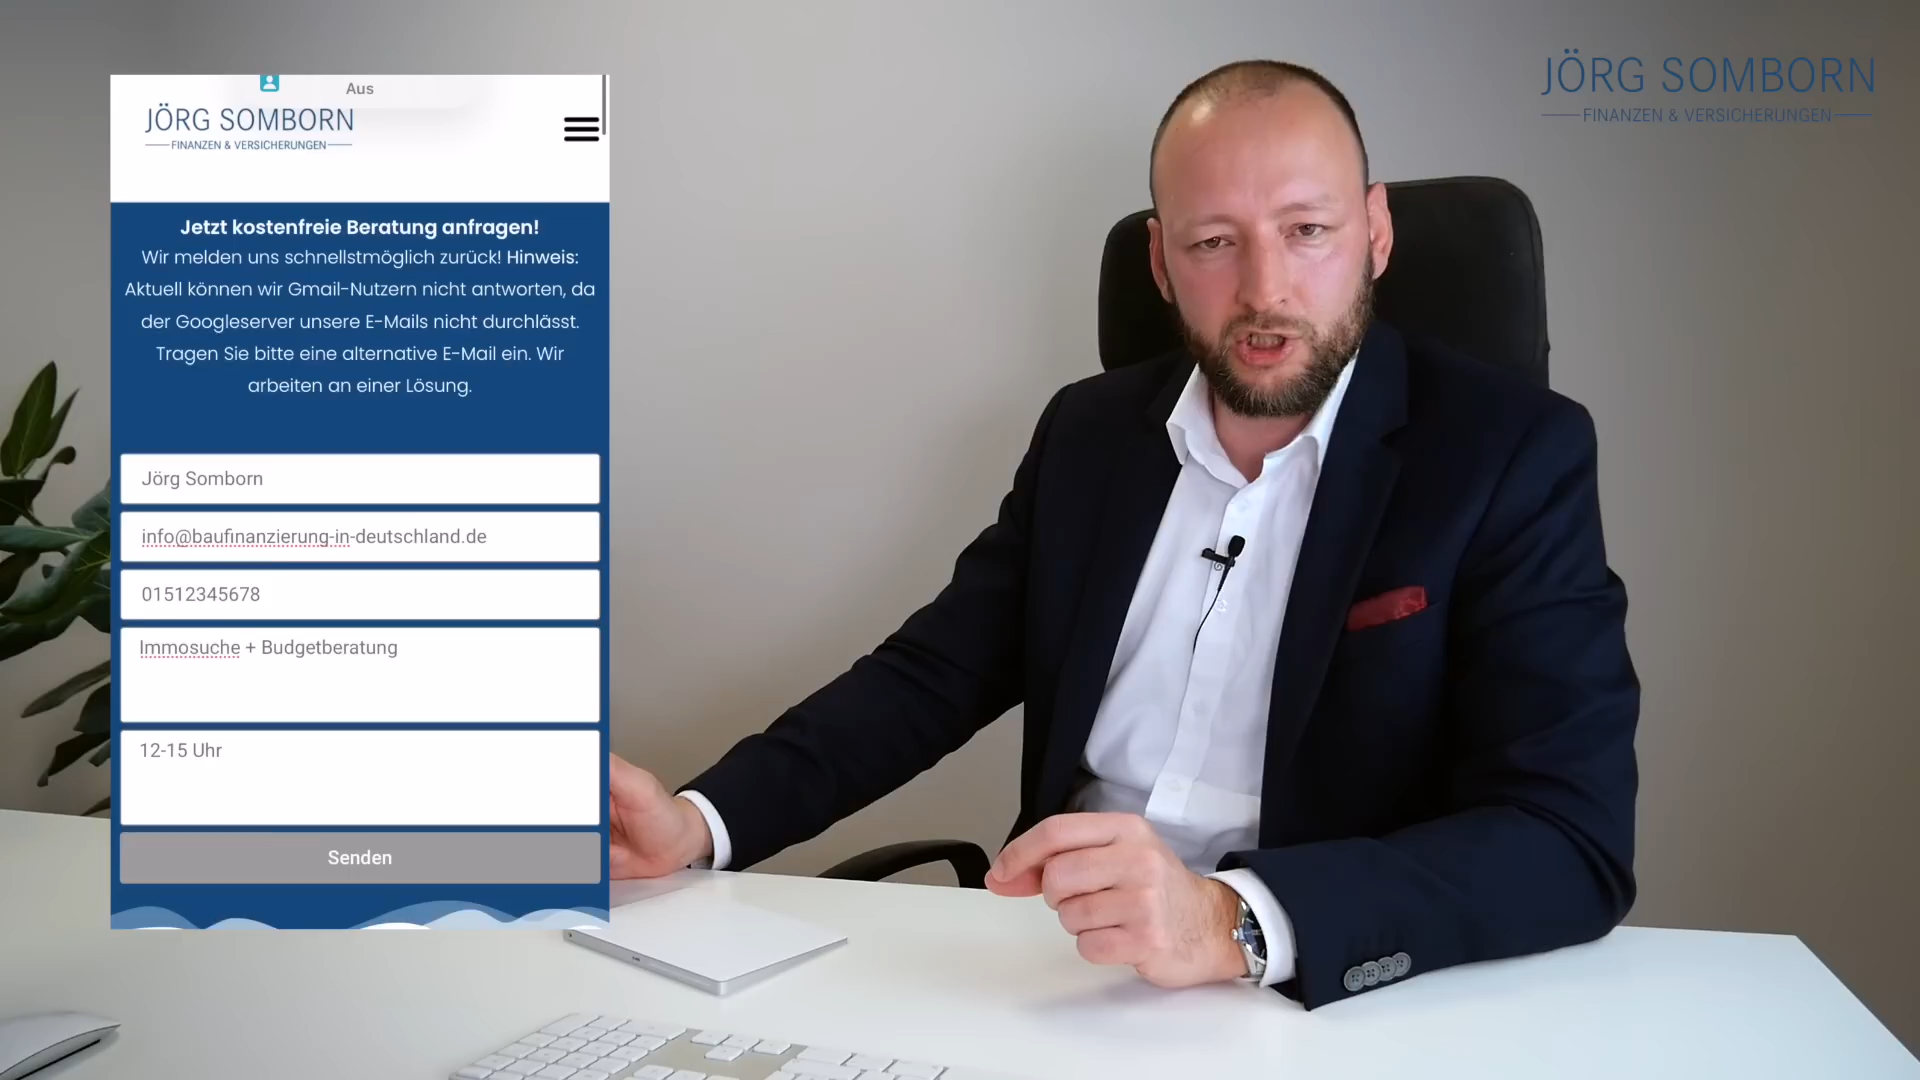 Aus
JÖRG SOMBORN
FINANZEN & VERSICHERUNGEN
Jetzt kostenfreie Beratung anfragen!
Wir melden uns schnellstmöglich zurück! Hinweis:
Aktuell können wir Gmail-Nutzern nicht antworten, da
der Googleserver unsere E-Mails nicht durchlässt.
Tragen Sie bitte eine alternative E-Mail ein. Wir
arbeiten an einer Lösung.
Jörg Somborn
info@baufinanzierung-in-deutschland.de
01512345678
Immosuche + Budgetberatung
12-15 Uhr
Senden
JÖRG SOMBORN
FINANZEN & VERSICHERUNGEN